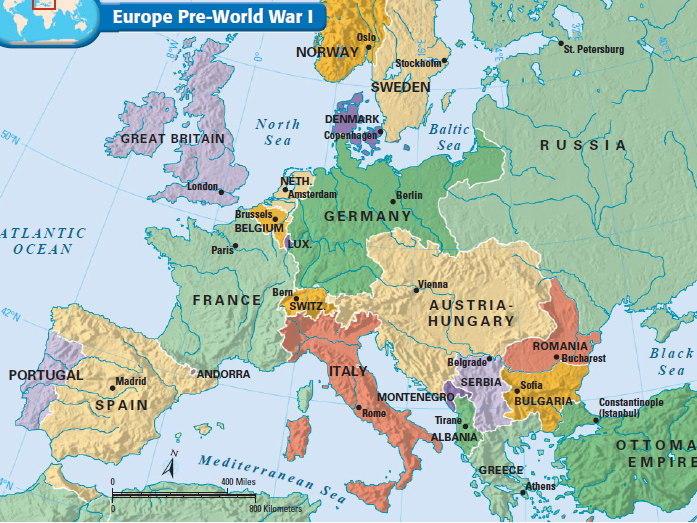 Europe Pre-World War I
NORWAY
Oslo
Stockholm
SWEDEN
St. Petersburg
DENMARK
Copenhagen
North
Sea
Baltic
Sea
RUSSIA
GREAT BRITAIN
London
NETH.
Amsterdam
Berlin
GERMANY
Brussels
BELGIUM
LUX.
Paris
ATLANTIC
OCEAN
50°N
0°
FRANCE
Bern
SWITZ
Vienna
AUSTRIA-
HUNGARY
42°N
ROMANIA
Bucharest
Black
Sea
Belgrade
SERBIA
Sofia
BULGARIA
PORTUGAL
Madrid
SPAIN
ANDORRA
ITALY
Rome
MONTENEGRO
Tirane
ALBANIA
Constantinople
(Istanbul)
OTTOMA
EMPIRE
GREECE
Athens
Mediterranean Sea
N
0
400 Miles
0
800 Kilometers